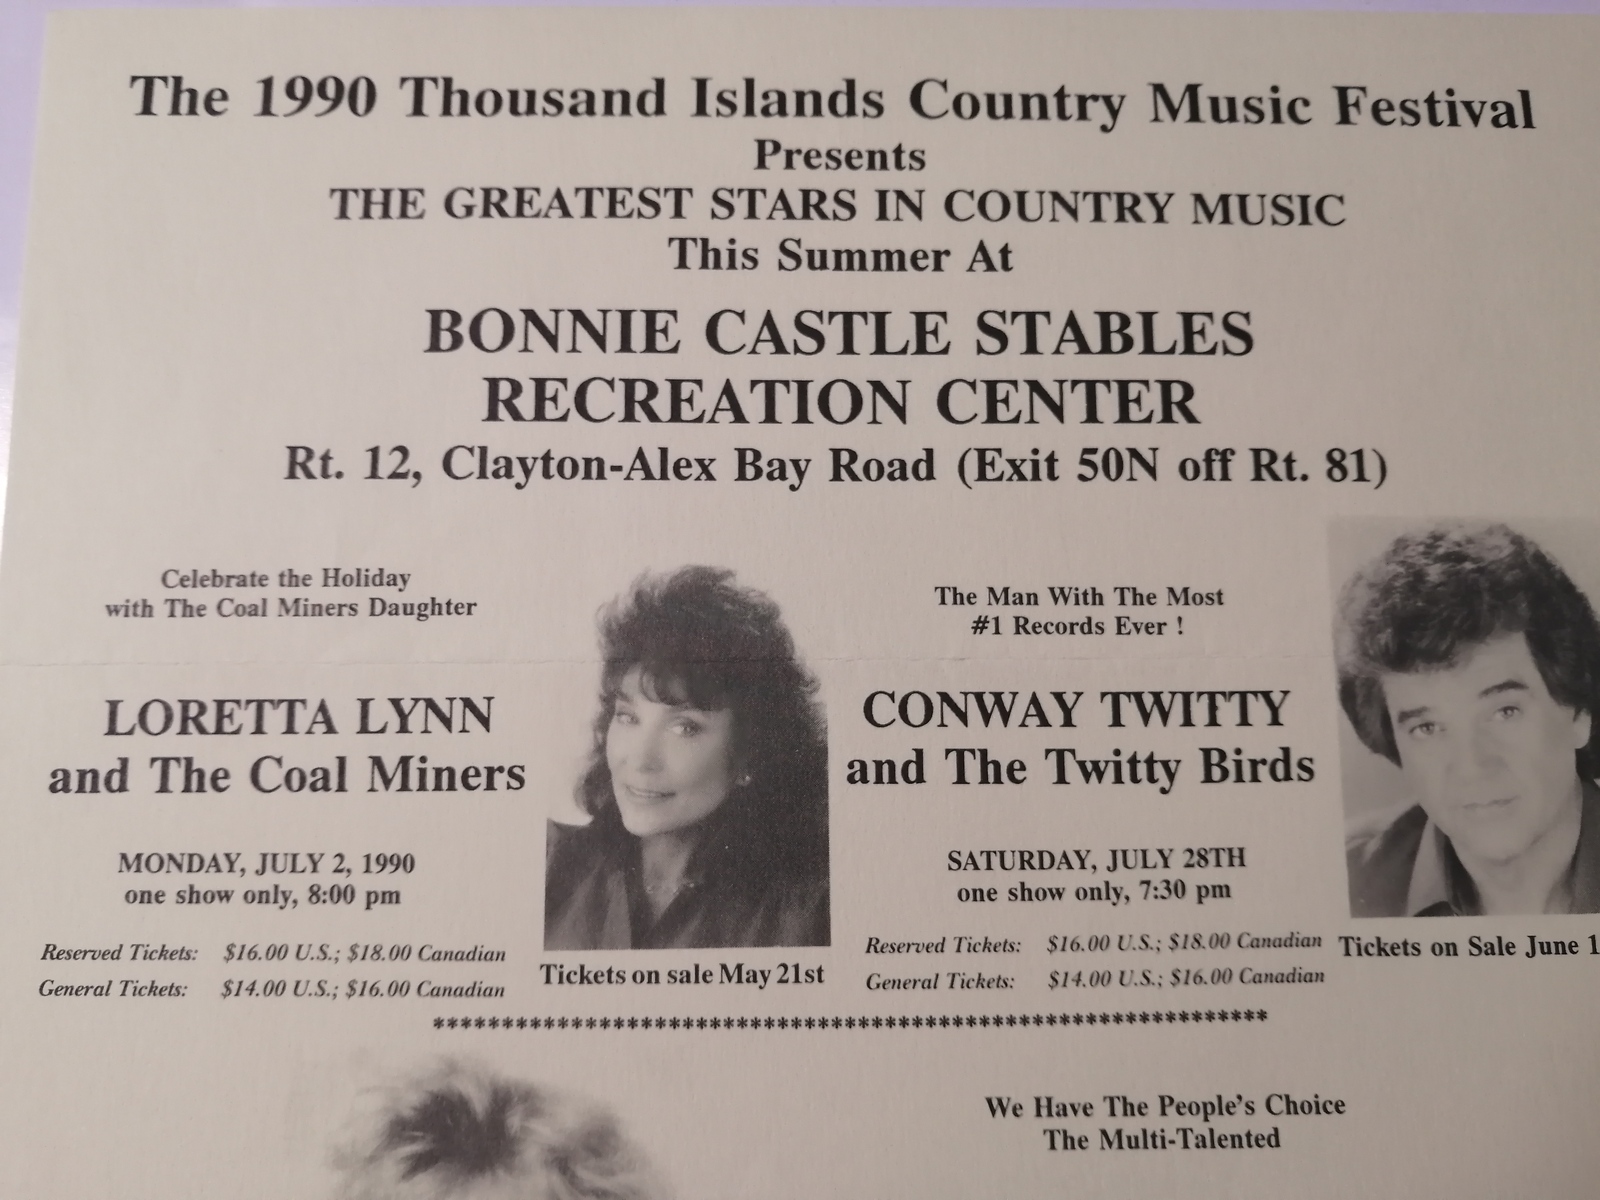 The 1990 Thousand Islands Country Music Festival
Presents
THE GREATEST STARS IN COUNTRY MUSIC
This Summer At
BONNIE CASTLE STABLES
RECREATION CENTER
Rt. 12, Clayton-Alex Bay Road (Exit 50N off Rt. 81)
Celebrate the Holiday
with The Coal Miners Daughter
LORETTA LYNN
and The Coal Miners
MONDAY, JULY 2, 1990
one show only, 8:00 pm
Reserved Tickets: $16.00 U.S.; $18.00 Canadian
General Tickets: $14.00 U.S.; $16.00 Canadian
Tickets on sale May 21st
The Man With The Most
#1 Records Ever !
CONWAY TWITTY
and The Twitty Birds
SATURDAY, JULY 28TH
one show only, 7:30 pm
Reserved Tickets: $16.00 U.S.; $18.00 Canadian
General Tickets: $14.00 U.S.; $16.00 Canadian
Tickets on Sale June 1
*************************************************************
We Have The People's Choice
The Multi-Talented